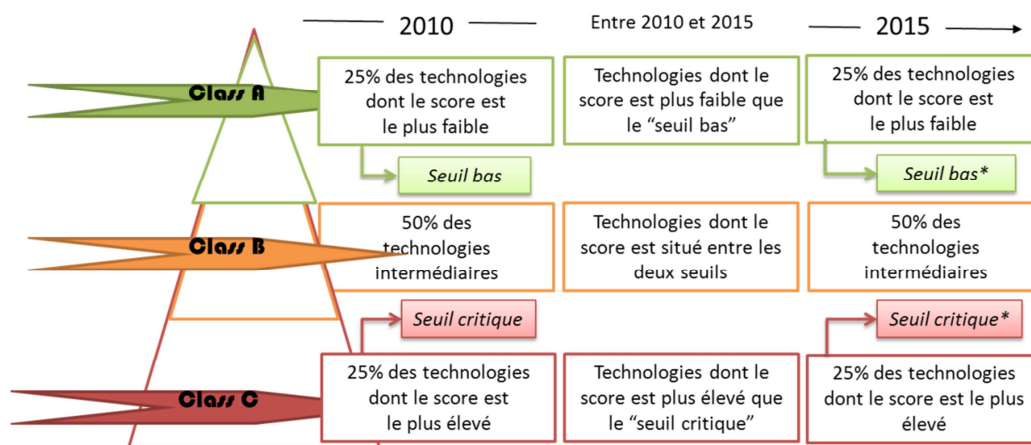 2010
Entre 2010 et 2015
2015
Class A
25% des technologies
dont le score est
le plus faible
Technologies dont le
score est plus faible que
le “seuil bas”
25% des technologies
dont le score est
le plus faible
Seuil bas
Seuil bas*
Class B
50% des
technologies
intermédiaires
Technologies dont le
score est situé entre les
deux seuils
50% des
technologies
intermédiaires
Seuil critique
Seuil critique*
Class C
25% des technologies
dont le score est
le plus élevé
Technologies dont le
score est plus élevé que
le “seuil critique”
25% des technologies
dont le score est le plus
élevé